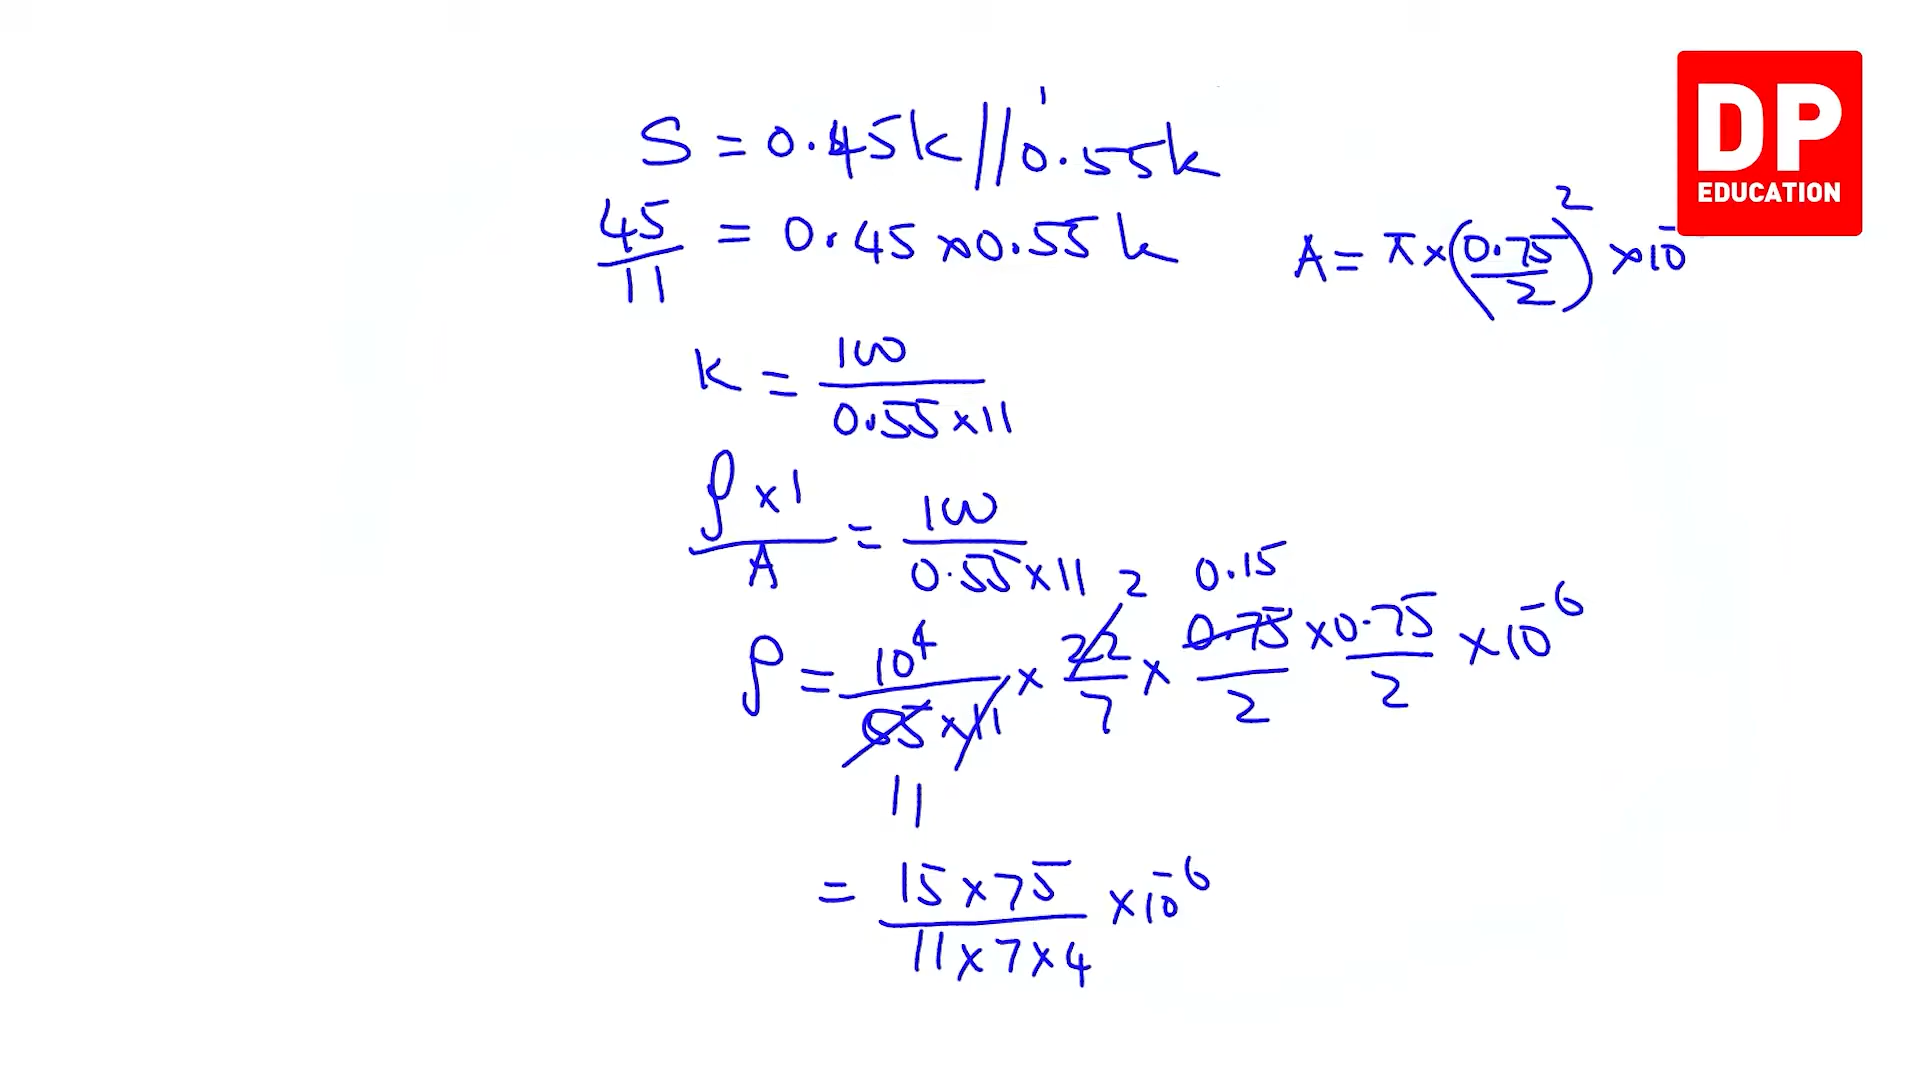 DP
EDUCATION
S = 0.45k // 0.55k
45/11 = 0.45 × 0.55 k
A = π × (0.75/2)² × 10⁻
k = 100/(0.55 × 11)
(ρ × 1)/A = 100/(0.55 × 11)
2 0.15
ρ = 10⁴/(55 × 11) × 22/7 × 0.75/2 × 0.75/2 × 10⁻⁶
11
= (15 × 75)/(11 × 7 × 4) × 10⁻⁶